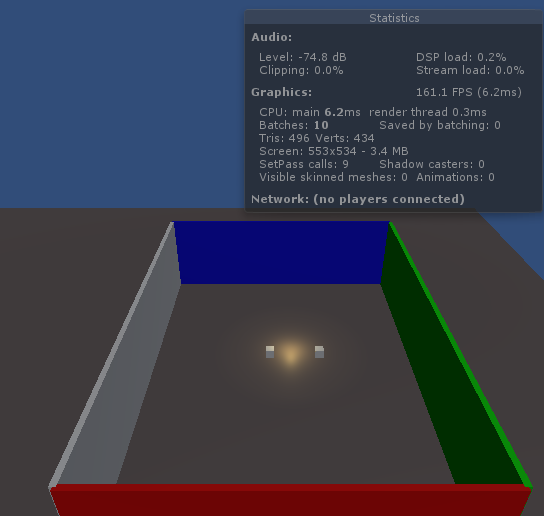 Statistics
Audio:
Level: -74.8 dB DSP load: 0.2%
Clipping: 0.0% Stream load: 0.0%
Graphics: 161.1 FPS (6.2ms)
CPU: main 6.2ms render thread 0.3ms
Batches: 10 Saved by batching: 0
Tris: 496 Verts: 434
Screen: 553x534 - 3.4 MB
SetPass calls: 9 Shadow casters: 0
Visible skinned meshes: 0 Animations: 0
Network: (no players connected)